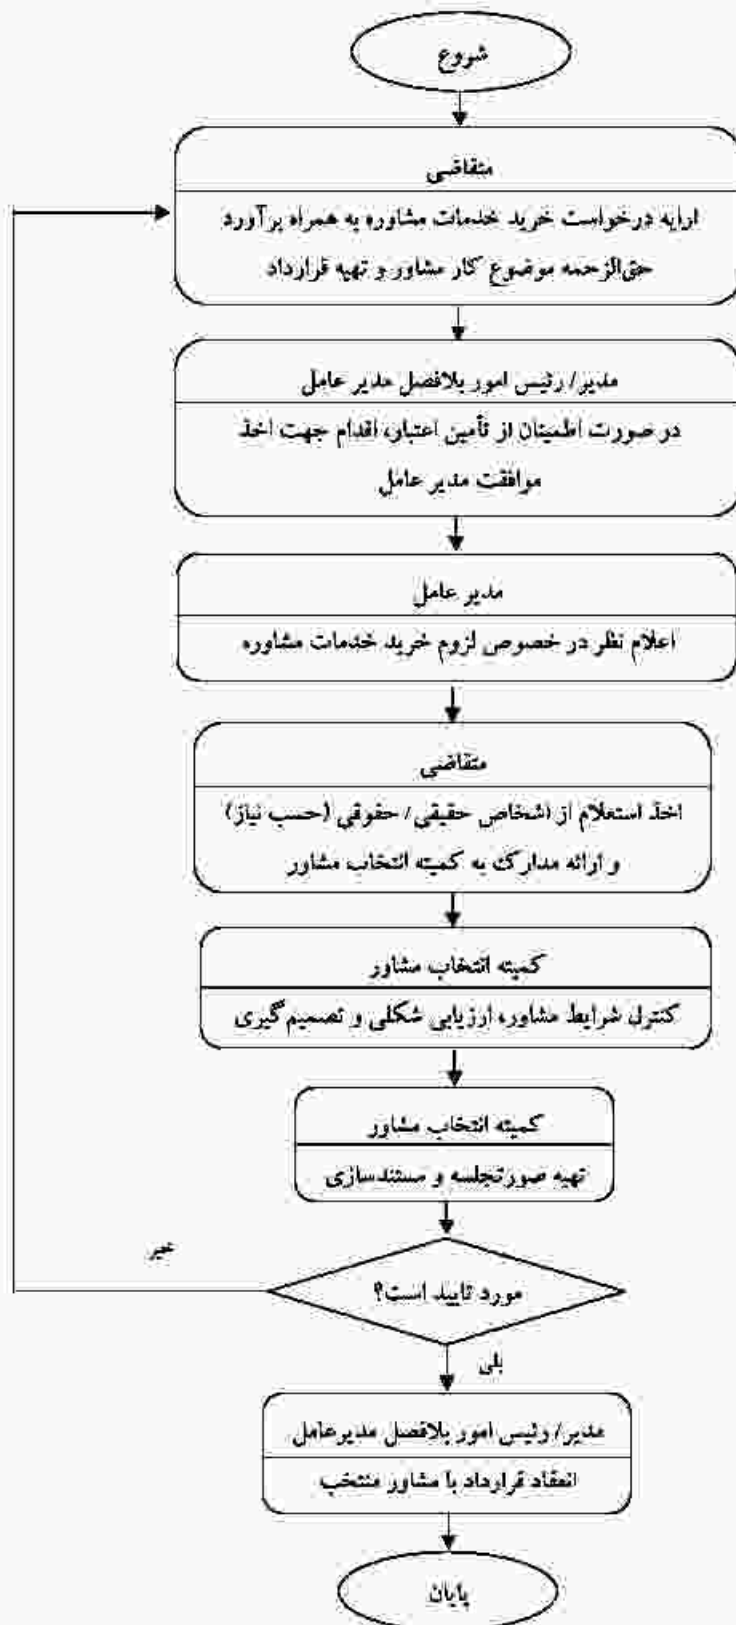 شروع
متقاضی
ارایه درخواست خرید خدمات مشاوره به همراه برآورد
حق‌الزحمه موضوع کار مشاور و تهیه قرارداد
مدیر/ رئیس امور بلافصل مدیر عامل
در صورت اطمینان از تأمین اعتبار، اقدام جهت اخذ
موافقت مدیر عامل
مدیر عامل
اعلام نظر در خصوص لزوم خرید خدمات مشاوره
متقاضی
اخذ استعلام از اشخاص حقیقی/ حقوقی (حسب نیاز)
و ارائه مدارک به کمیته انتخاب مشاور
کمیته انتخاب مشاور
کنترل شرایط مشاور، ارزیابی شکلی و تصمیم‌گیری
کمیته انتخاب مشاور
تهیه صورتجلسه و مستندسازی
خیر
مورد تایید است؟
بلی
مدیر/ رئیس امور بلافصل مدیرعامل
انعقاد قرارداد با مشاور منتخب
پایان